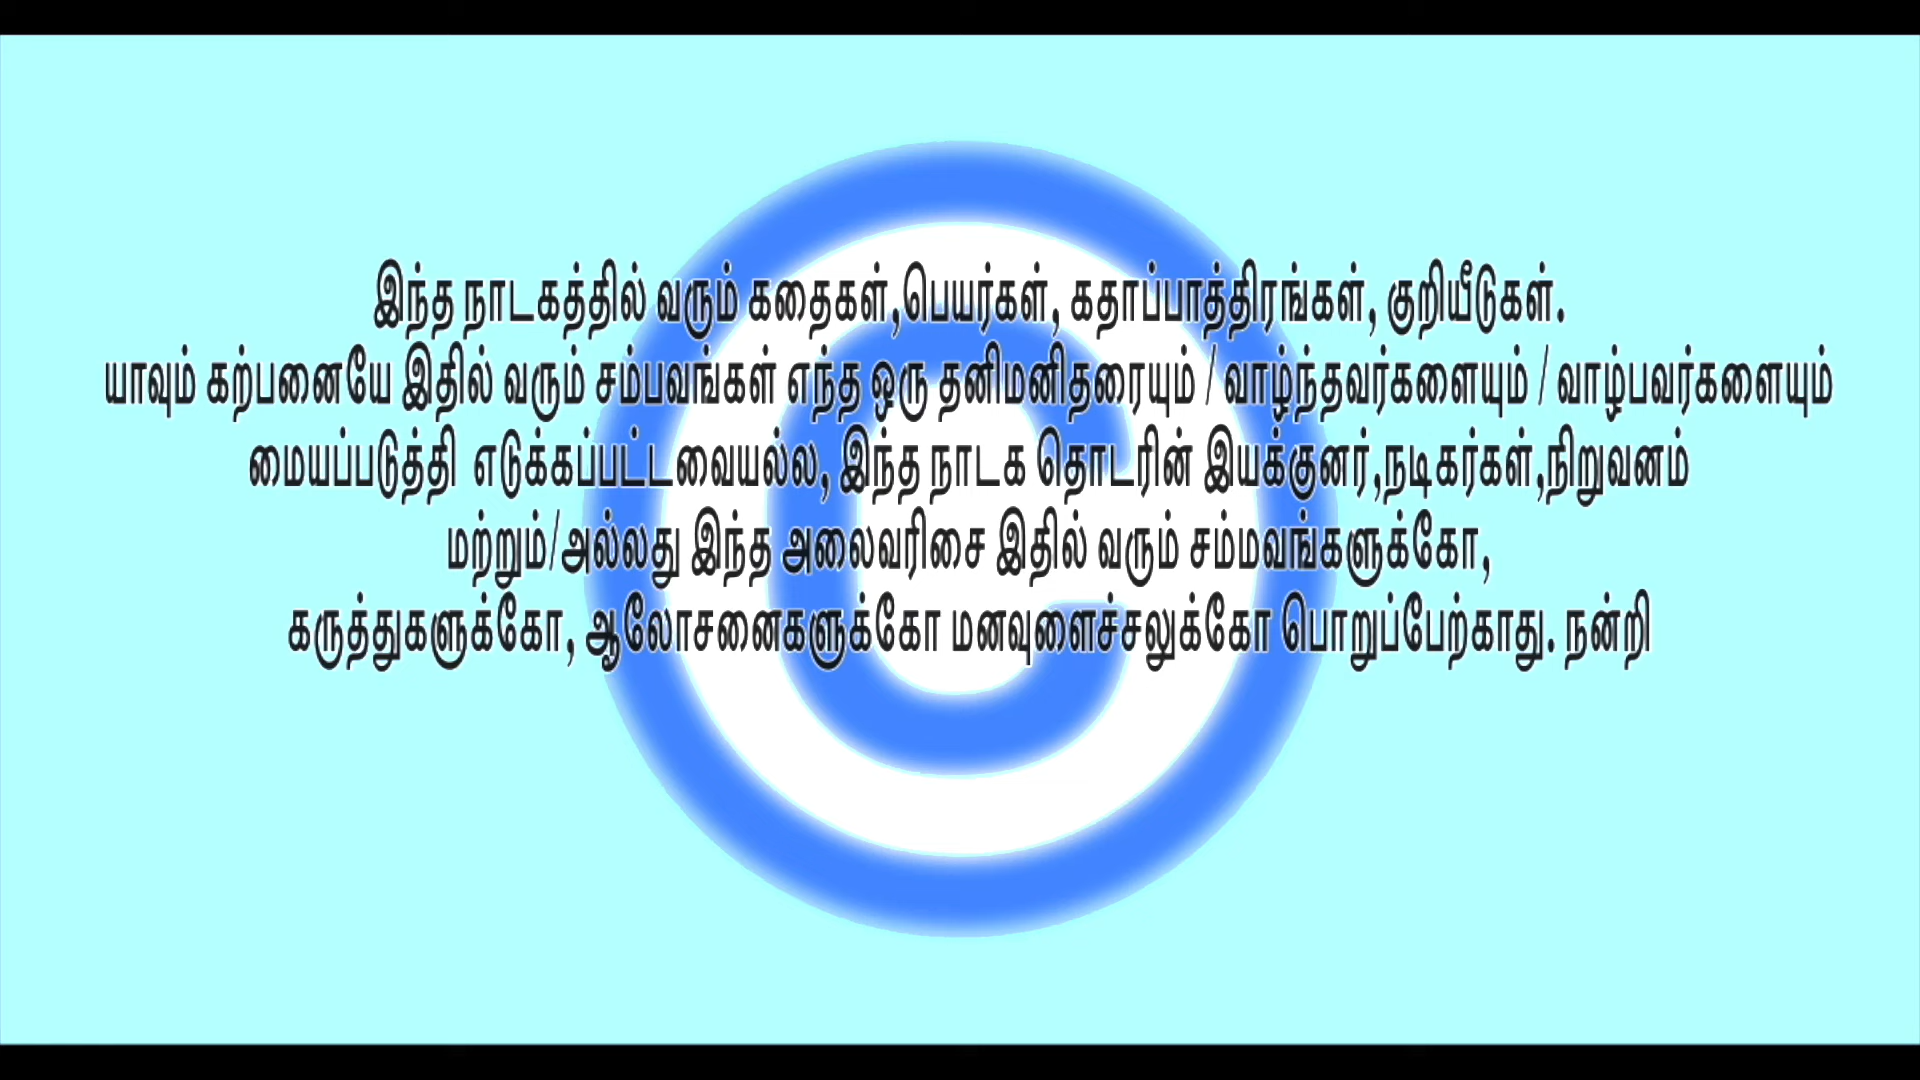 இந்த நாடகத்தில் வரும் கதைகள்,பெயர்கள், கதாப்பாத்திரங்கள், குறியீடுகள்.
யாவும் கற்பனையே இதில் வரும் சம்பவங்கள் எந்த ஒரு தனிமனிதரையும் / வாழ்ந்தவர்களையும் / வாழ்பவர்களையும்
மையப்படுத்தி எடுக்கப்பட்டவையல்ல, இந்த நாடக தொடரின் இயக்குனர்,நடிகர்கள்,நிறுவனம்
மற்றும்/அல்லது இந்த அலைவரிசை இதில் வரும் சம்மவங்களுக்கோ,
கருத்துகளுக்கோ, ஆலோசனைகளுக்கோ மனவுளைச்சலுக்கோ பொறுப்பேற்காது. நன்றி